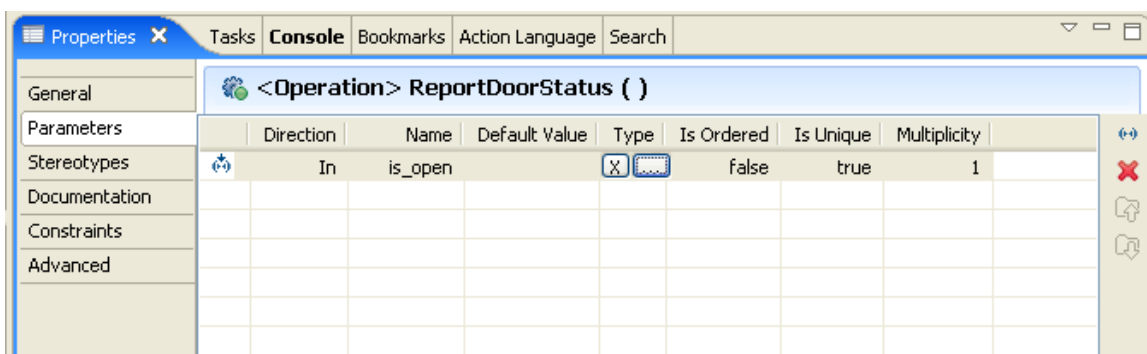 Properties Tasks Console Bookmarks Action Language Search
<Operation> ReportDoorStatus ( )
General
Parameters
Stereotypes
Documentation
Constraints
Advanced
Direction Name Default Value Type Is Ordered Is Unique Multiplicity
In is_open X ... false true 1